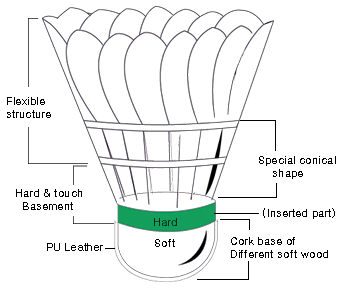 Flexible
structure
Special conical
shape
Hard & touch
Basement
Hard
(Inserted part)
Soft
PU Leather
Cork base of
Different soft wood